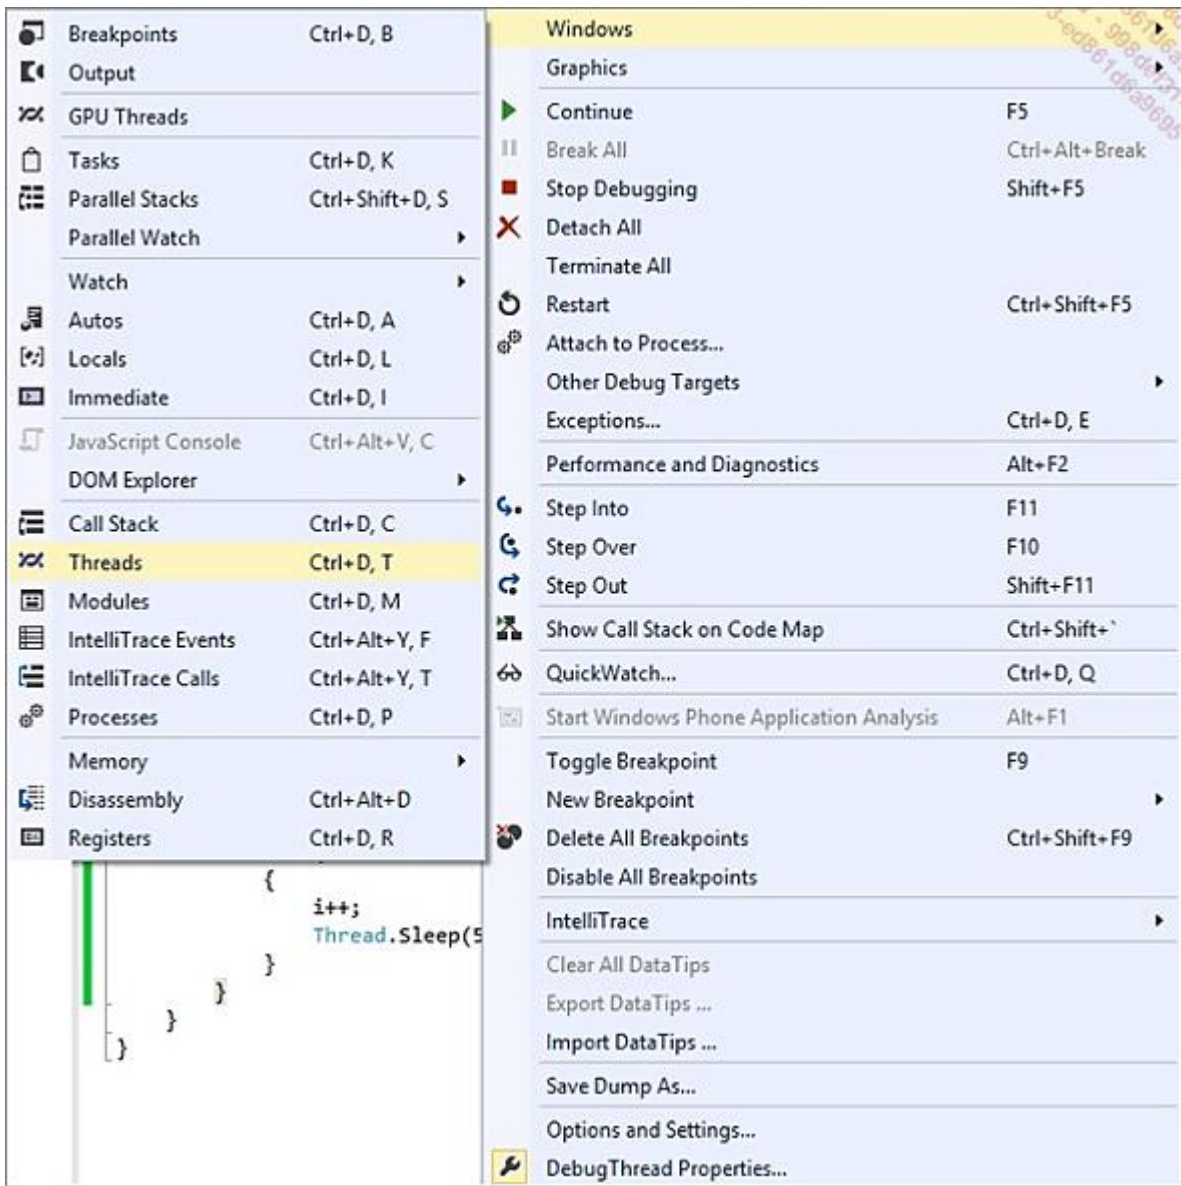 Breakpoints Ctrl+D, B
Output
GPU Threads
Tasks Ctrl+D, K
Parallel Stacks Ctrl+Shift+D, S
Parallel Watch
Watch
Autos Ctrl+D, A
Locals Ctrl+D, L
Immediate Ctrl+D, I
JavaScript Console Ctrl+Alt+V, C
DOM Explorer
Call Stack Ctrl+D, C
Threads Ctrl+D, T
Modules Ctrl+D, M
IntelliTrace Events Ctrl+Alt+Y, F
IntelliTrace Calls Ctrl+Alt+Y, T
Processes Ctrl+D, P
Memory
Disassembly Ctrl+Alt+D
Registers Ctrl+D, R
{
i++;
Thread.Sleep(5
}
}
}
}
Windows
Graphics
Continue F5
Break All Ctrl+Alt+Break
Stop Debugging Shift+F5
Detach All
Terminate All
Restart Ctrl+Shift+F5
Attach to Process...
Other Debug Targets
Exceptions... Ctrl+D, E
Performance and Diagnostics Alt+F2
Step Into F11
Step Over F10
Step Out Shift+F11
Show Call Stack on Code Map Ctrl+Shift+`
QuickWatch... Ctrl+D, Q
Start Windows Phone Application Analysis Alt+F1
Toggle Breakpoint F9
New Breakpoint
Delete All Breakpoints Ctrl+Shift+F9
Disable All Breakpoints
IntelliTrace
Clear All DataTips
Export DataTips ...
Import DataTips ...
Save Dump As...
Options and Settings...
DebugThread Properties...